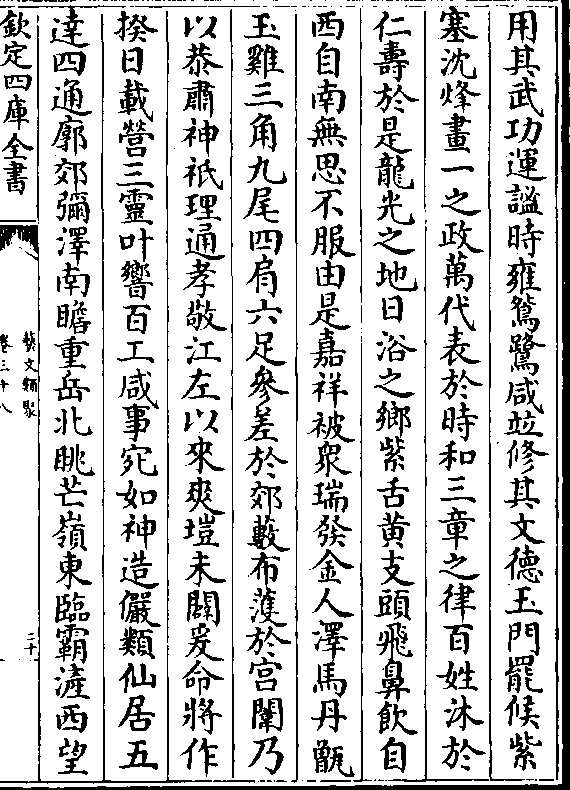 用其武功運謐時雍鴛鷺咸竝修其文德玉門罷候紫
塞沈烽畫一之政萬代表於時和三章之律百姓沐於
仁壽於是龍光之地日浴之鄉紫舌黄支頭飛鼻飲自
西自南無思不服由是嘉祥被衆瑞發金人澤馬丹甑
玉雞三角九尾四肩六足參差於郊藪布濩於宫闈乃
以恭肅神祇理通孝敬江左以來爽塏未闢爰命將作
揆日載營三靈叶響百工咸事宛如神造儼類仙居五
達四通廓郊彌澤南瞻重岳北眺芒嶺東臨霸滻西望
欽定四庫全書
藝文類聚
卷三十八
三十